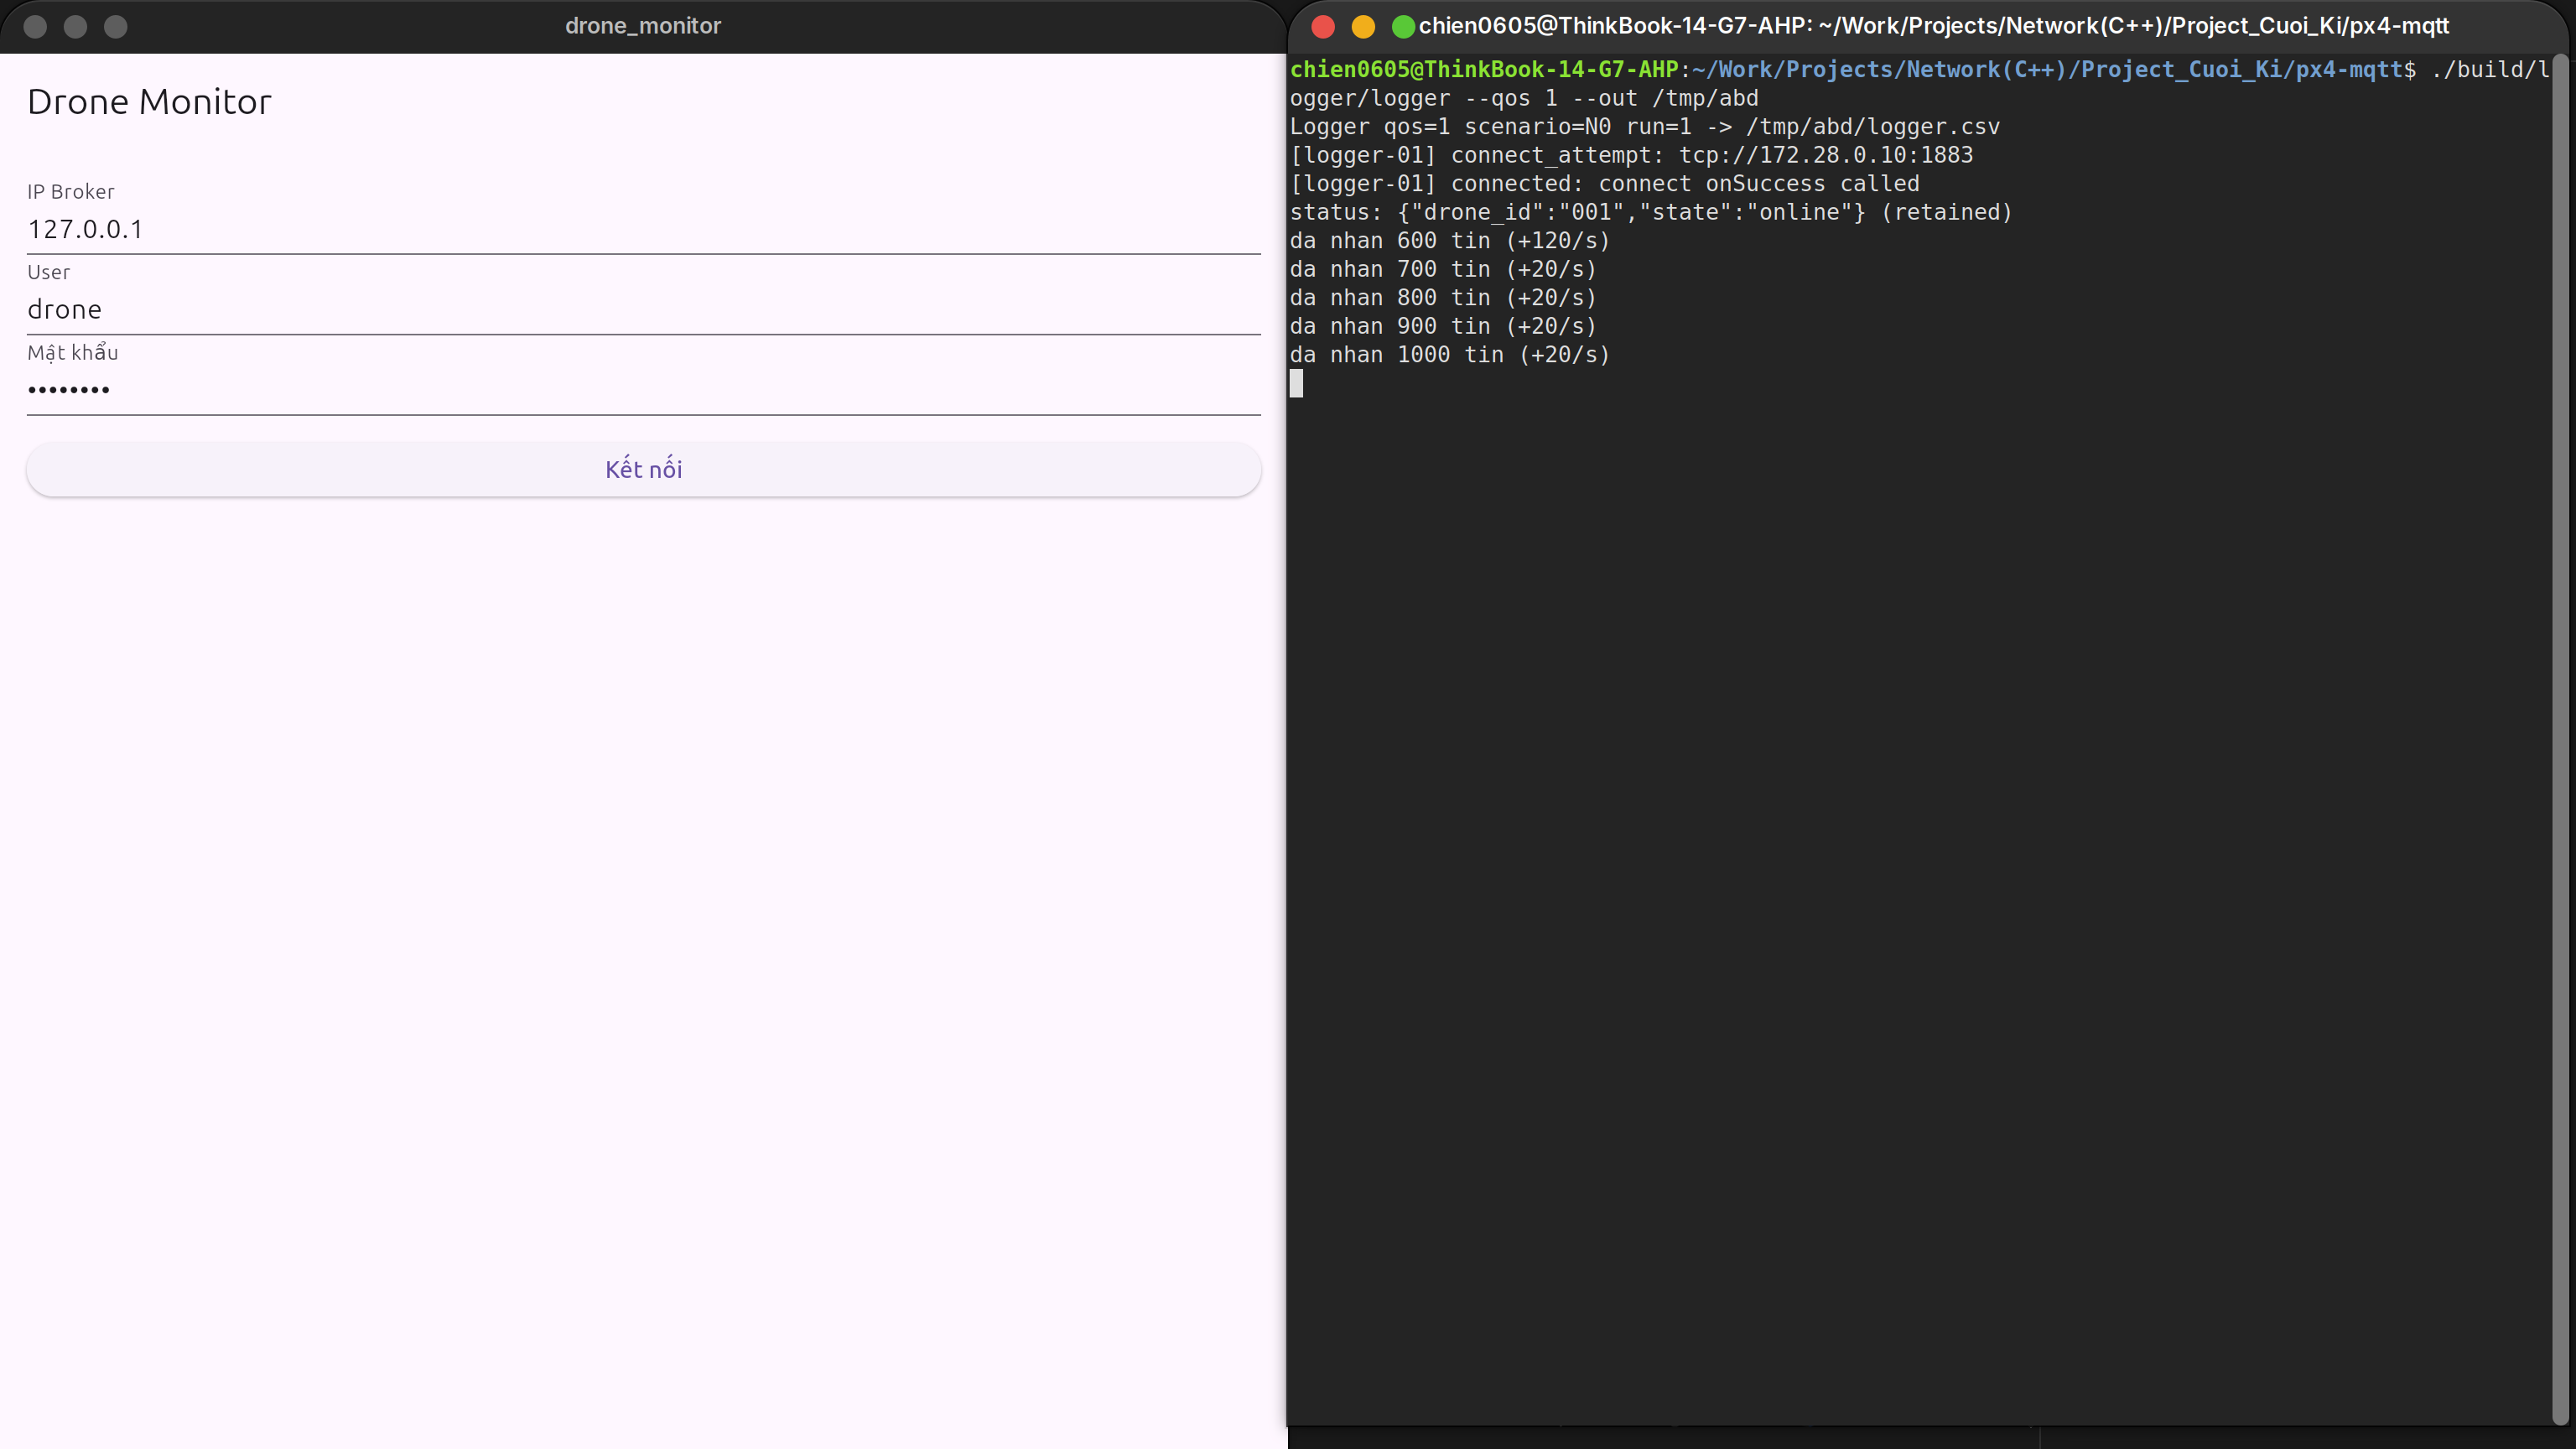 drone_monitor
Drone Monitor
IP Broker
127.0.0.1
User
drone
Mật khẩu
••••••••
Kết nối
chien0605@ThinkBook-14-G7-AHP: ~/Work/Projects/Network(C++)/Project_Cuoi_Ki/px4-mqtt
chien0605@ThinkBook-14-G7-AHP:~/Work/Projects/Network(C++)/Project_Cuoi_Ki/px4-mqtt$ ./build/l
ogger/logger --qos 1 --out /tmp/abd
Logger qos=1 scenario=N0 run=1 -> /tmp/abd/logger.csv
[logger-01] connect_attempt: tcp://172.28.0.10:1883
[logger-01] connected: connect onSuccess called
status: {"drone_id":"001","state":"online"} (retained)
da nhan 600 tin (+120/s)
da nhan 700 tin (+20/s)
da nhan 800 tin (+20/s)
da nhan 900 tin (+20/s)
da nhan 1000 tin (+20/s)